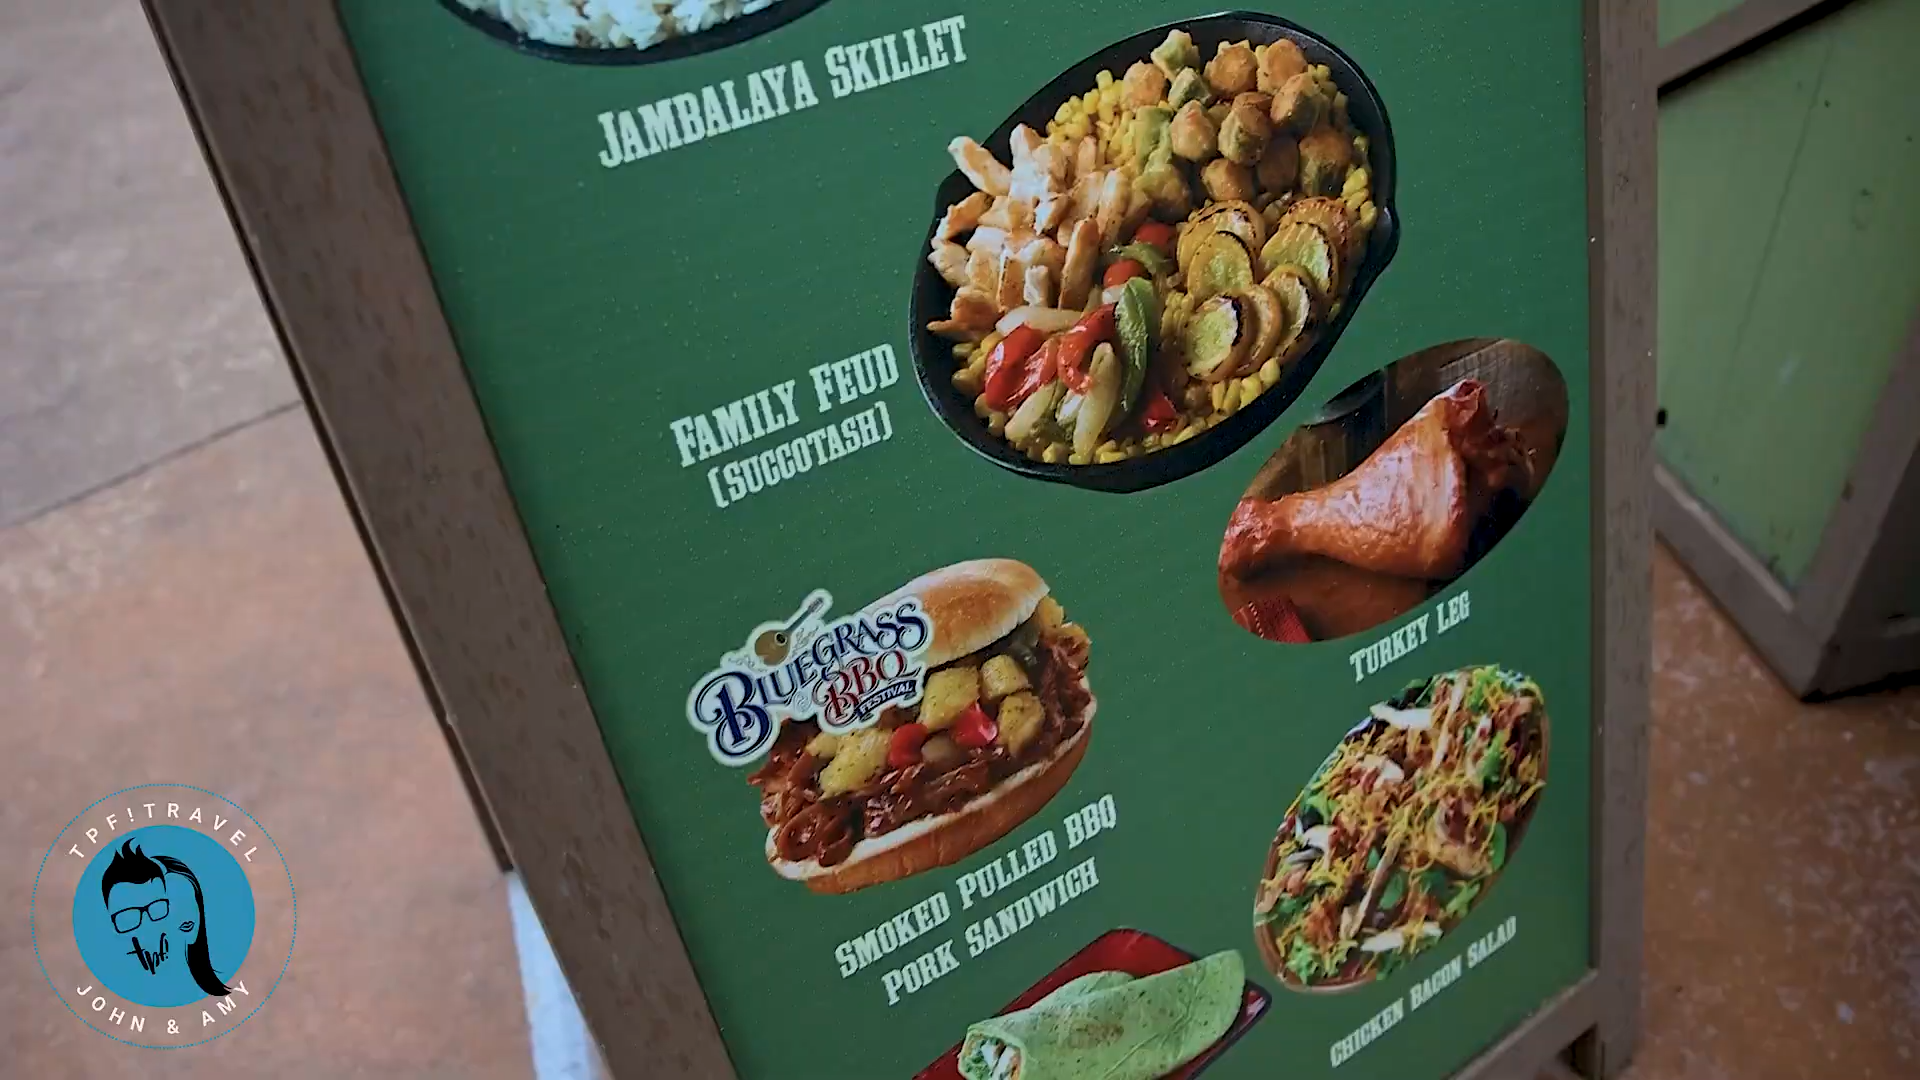 JAMBALAYA SKILLET
FAMILY FEUD
(SUCCOTASH)
TURKEY LEG
BLUEGRASS
& BBQ
FESTIVAL
SMOKED PULLED BBQ
PORK SANDWICH
CHICKEN BACON SALAD
TPF!TRAVEL
tpf!
JOHN & AMY